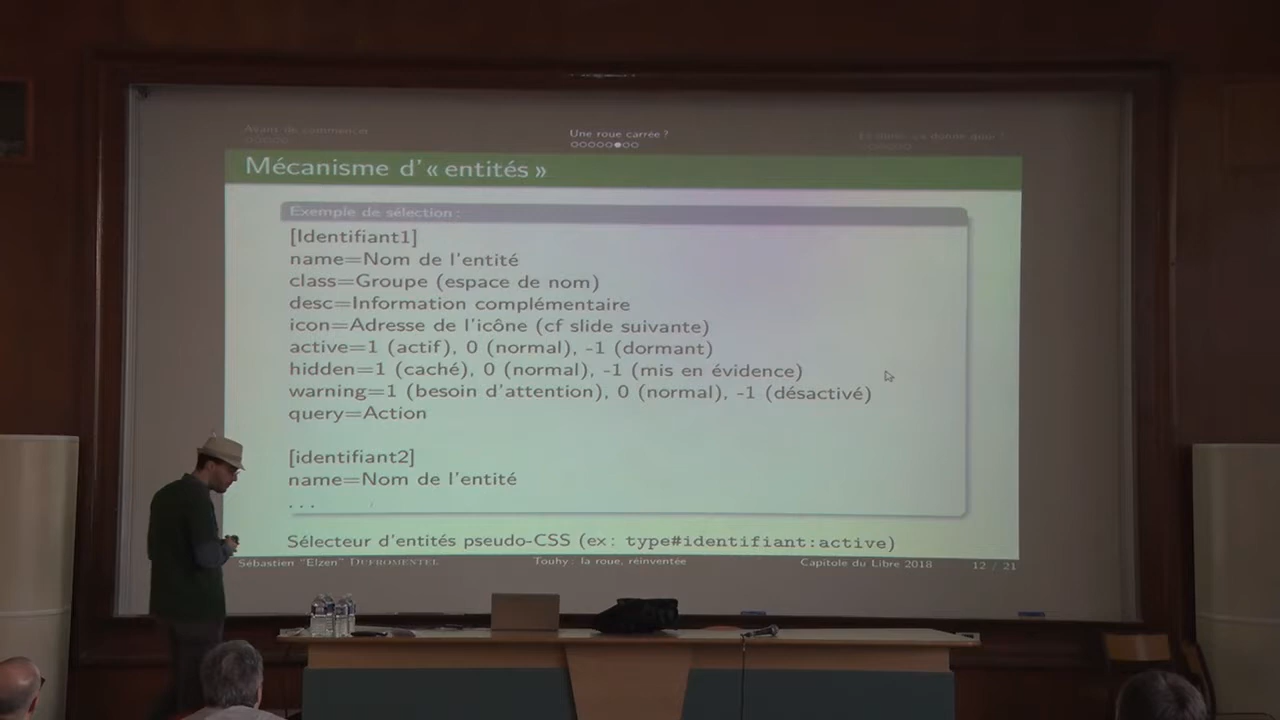 Avant de commencer
Une roue carrée ?
Mécanisme d'« entités »
Exemple de sélection :
[Identifiant1]
name=Nom de l'entité
class=Groupe (espace de nom)
desc=Information complémentaire
icon=Adresse de l'icône (cf slide suivante)
active=1 (actif), 0 (normal), -1 (dormant)
hidden=1 (caché), 0 (normal), -1 (mis en évidence)
warning=1 (besoin d'attention), 0 (normal), -1 (désactivé)
query=Action
[identifiant2]
name=Nom de l'entité
...
Sélecteur d'entités pseudo-CSS (ex: type#identifiant:active)
Sébastien "Elzen" DUFROMENTEL
Touhy : la roue, réinventée
Capitole du Libre 2018
12 / 21